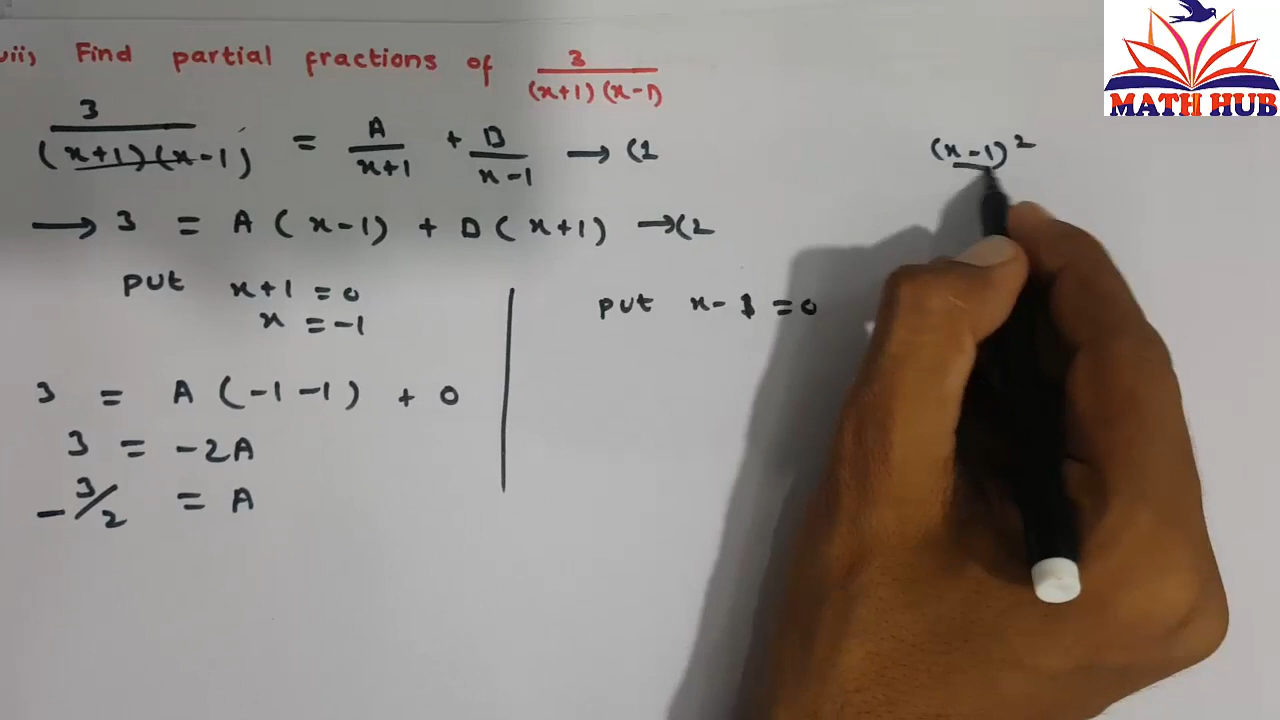 vii) Find partial fractions of 3/((x+1)(x-1)
MATH HUB
3/((x+1)(x-1) = A/(x+1) + B/(x-1) → (2
(x-1)²
→ 3 = A(x-1) + B(x+1) → (2
put x+1 = 0
x = -1
put x-1 = 0
3 = A(-1-1) + 0
3 = -2A
-3/2 = A